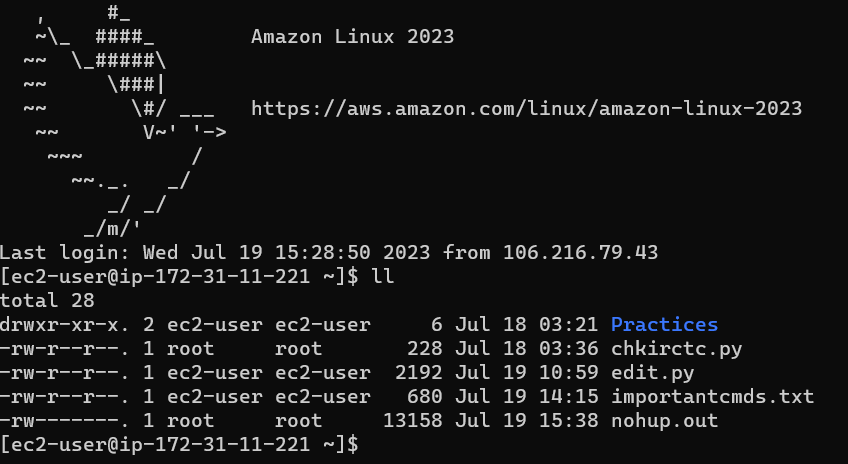 ,     #_
   ~\_  ####_        Amazon Linux 2023
  ~~  \_#####\
  ~~     \###|
  ~~       \#/ ___   https://aws.amazon.com/linux/amazon-linux-2023
   ~~       V~' '->
    ~~~         /
      ~~._.   _/
         _/ _/
       _/m/'
Last login: Wed Jul 19 15:28:50 2023 from 106.216.79.43
[ec2-user@ip-172-31-11-221 ~]$ ll
total 28
drwxr-xr-x. 2 ec2-user ec2-user     6 Jul 18 03:21 Practices
-rw-r--r--. 1 root     root       228 Jul 18 03:36 chkirctc.py
-rw-r--r--. 1 ec2-user ec2-user  2192 Jul 19 10:59 edit.py
-rw-r--r--. 1 ec2-user ec2-user   680 Jul 19 14:15 importantcmds.txt
-rw-------. 1 root     root     13158 Jul 19 15:38 nohup.out
[ec2-user@ip-172-31-11-221 ~]$